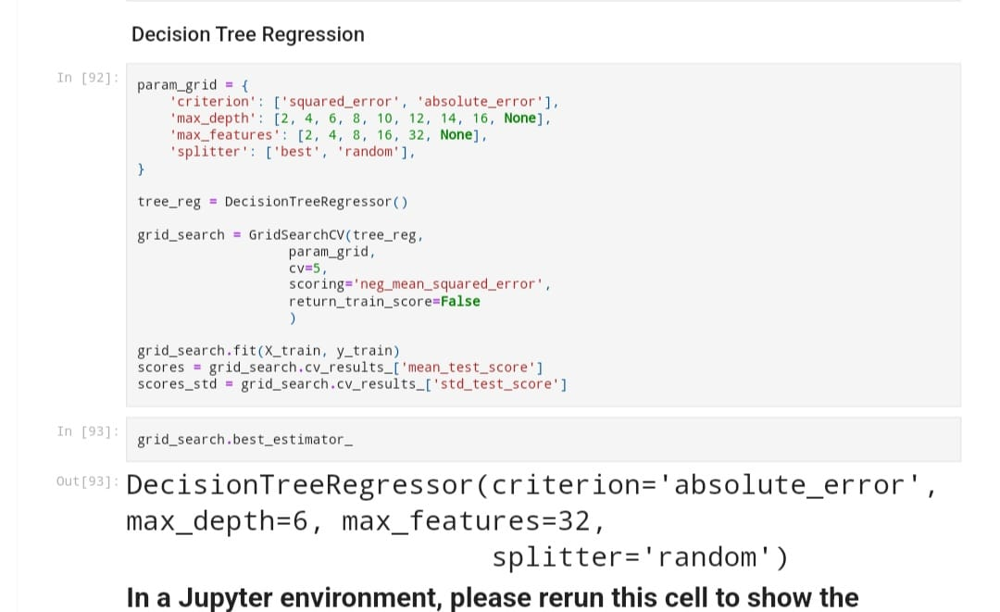 Decision Tree Regression
In [92]:
param_grid = {
    'criterion': ['squared_error', 'absolute_error'],
    'max_depth': [2, 4, 6, 8, 10, 12, 14, 16, None],
    'max_features': [2, 4, 8, 16, 32, None],
    'splitter': ['best', 'random'],
}
tree_reg = DecisionTreeRegressor()
grid_search = GridSearchCV(tree_reg,
                   param_grid,
                   cv=5,
                   scoring='neg_mean_squared_error',
                   return_train_score=False
                   )
grid_search.fit(X_train, y_train)
scores = grid_search.cv_results_['mean_test_score']
scores_std = grid_search.cv_results_['std_test_score']
In [93]:
grid_search.best_estimator_
Out[93]:
DecisionTreeRegressor(criterion='absolute_error',
max_depth=6, max_features=32,
                      splitter='random')
In a Jupyter environment, please rerun this cell to show the